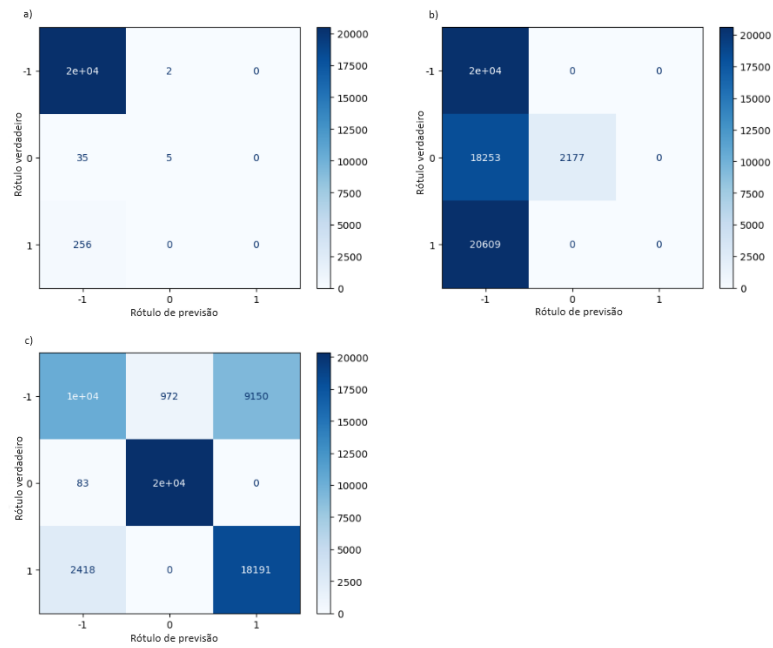 a)
Rótulo verdadeiro
-1
0
1
2e+04 2 0
35 5 0
256 0 0
-1 0 1
Rótulo de previsão
20000
17500
15000
12500
10000
7500
5000
2500
0
b)
Rótulo verdadeiro
-1
0
1
2e+04 0 0
18253 2177 0
20609 0 0
-1 0 1
Rótulo de previsão
20000
17500
15000
12500
10000
7500
5000
2500
0
c)
Rótulo verdadeiro
-1
0
1
1e+04 972 9150
83 2e+04 0
2418 0 18191
-1 0 1
Rótulo de previsão
20000
17500
15000
12500
10000
7500
5000
2500
0